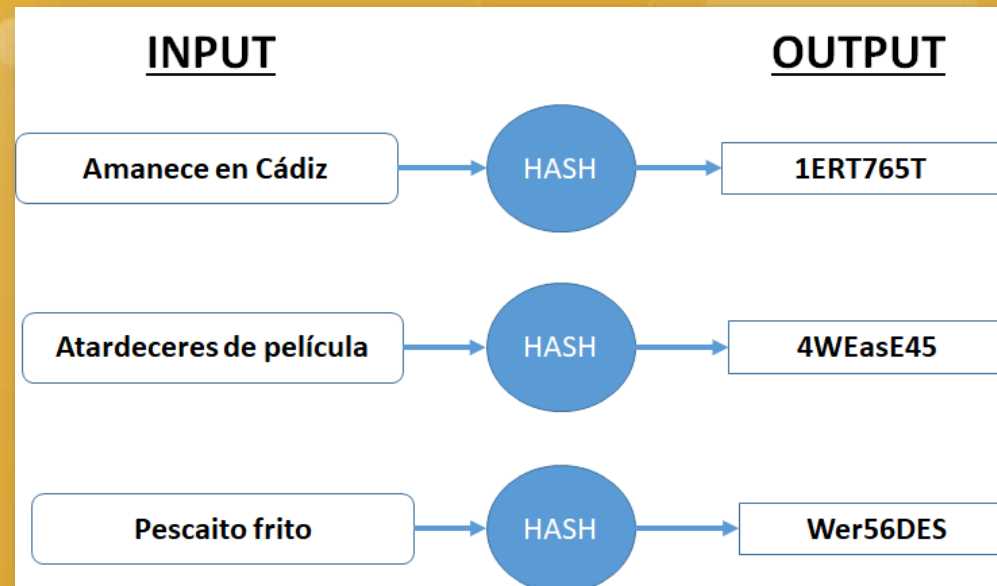 INPUT OUTPUT
Amanece en Cádiz HASH 1ERT765T
Atardeceres de película HASH 4WEasE45
Pescaito frito HASH Wer56DES